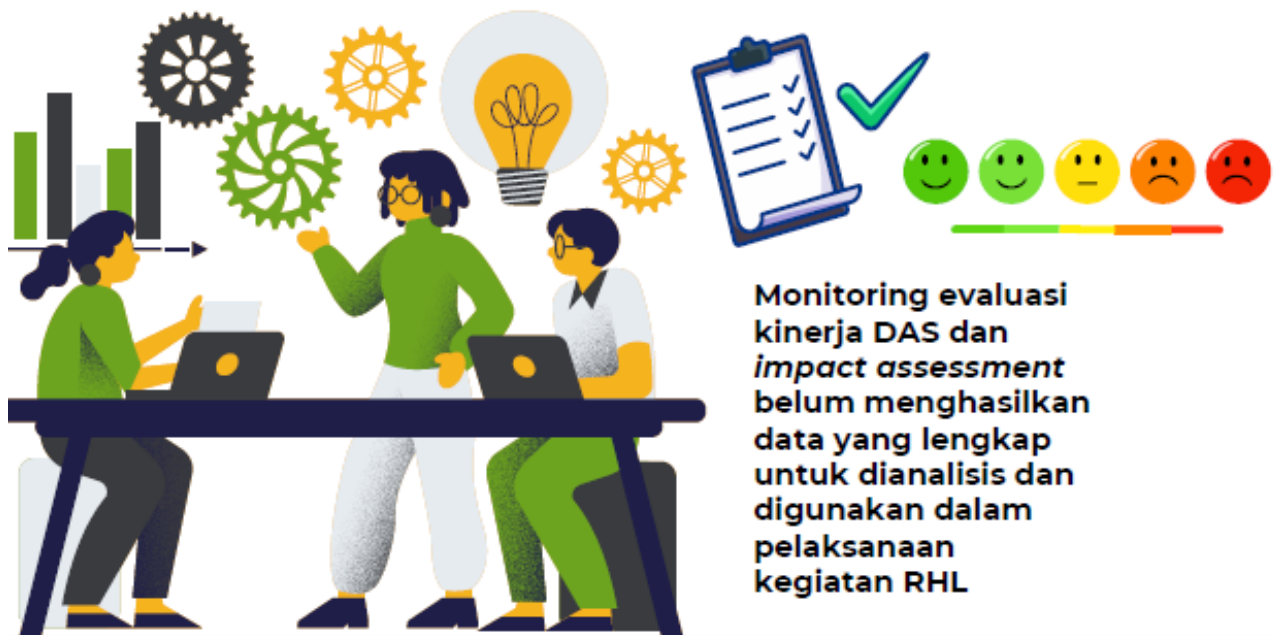 Monitoring evaluasi
kinerja DAS dan
impact assessment
belum menghasilkan
data yang lengkap
untuk dianalisis dan
digunakan dalam
pelaksanaan
kegiatan RHL